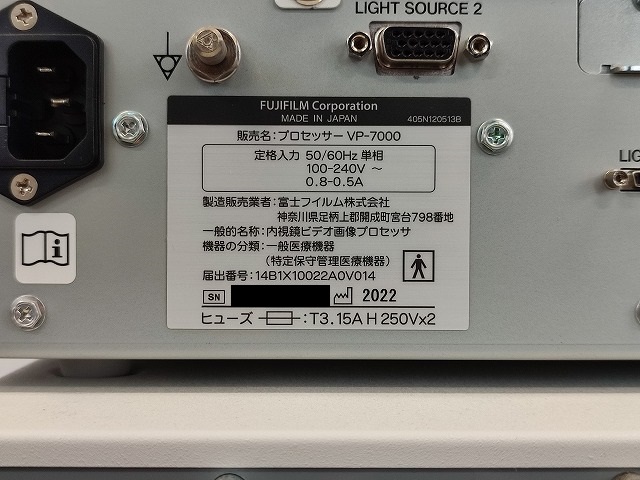 LIGHT SOURCE 2
FUJIFILM Corporation
MADE IN JAPAN
405N120513B
販売名：プロセッサー VP-7000
定格入力 50/60Hz 単相
100-240V ～
0.8-0.5A
製造販売業者：富士フイルム株式会社
神奈川県足柄上郡開成町宮台798番地
一般的名称：内視鏡ビデオ画像プロセッサ
機器の分類：一般医療機器
（特定保守管理医療機器）
届出番号：14B1X10022A0V014
SN
2022
ヒューズ ：T3.15A H 250Vx2
LI